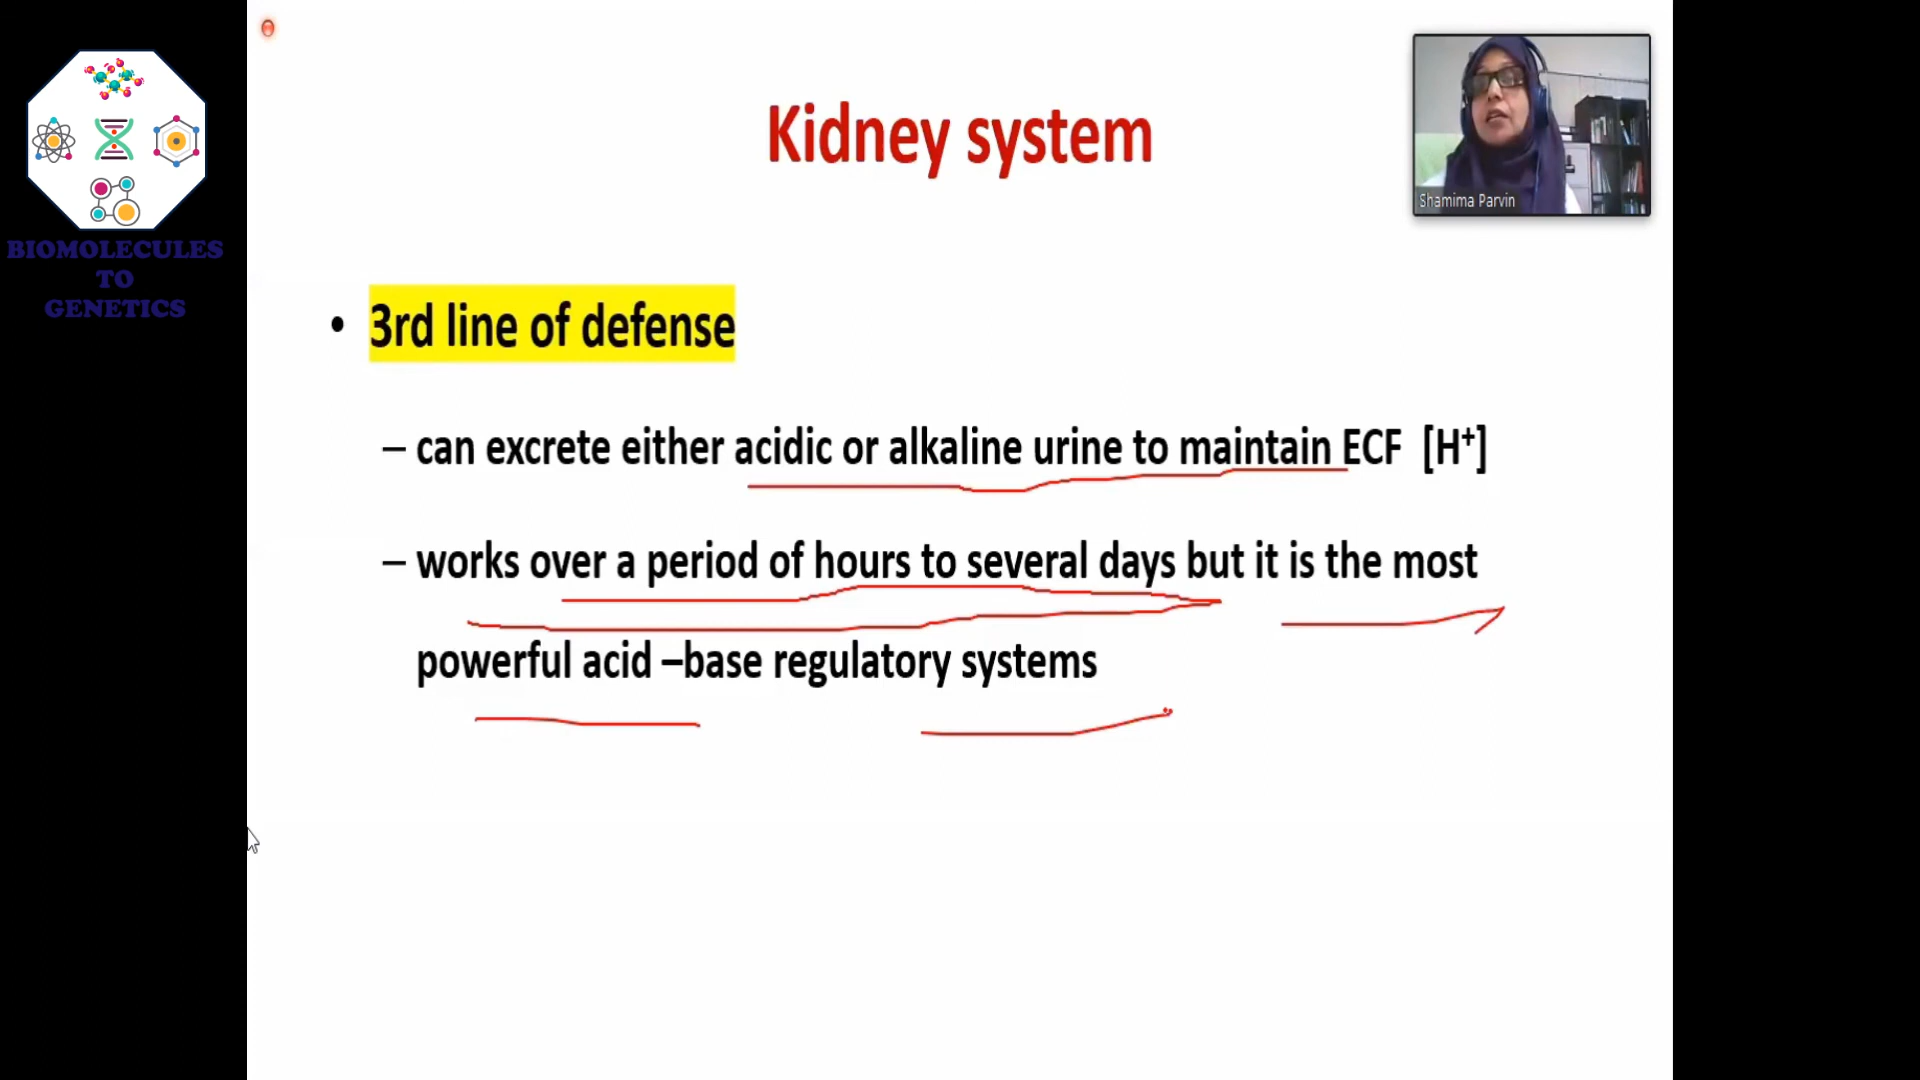 Kidney system
Shamima Parvin
BIOMOLECULES
TO
GENETICS
• 3rd line of defense
– can excrete either acidic or alkaline urine to maintain ECF [H⁺]
– works over a period of hours to several days but it is the most
powerful acid –base regulatory systems